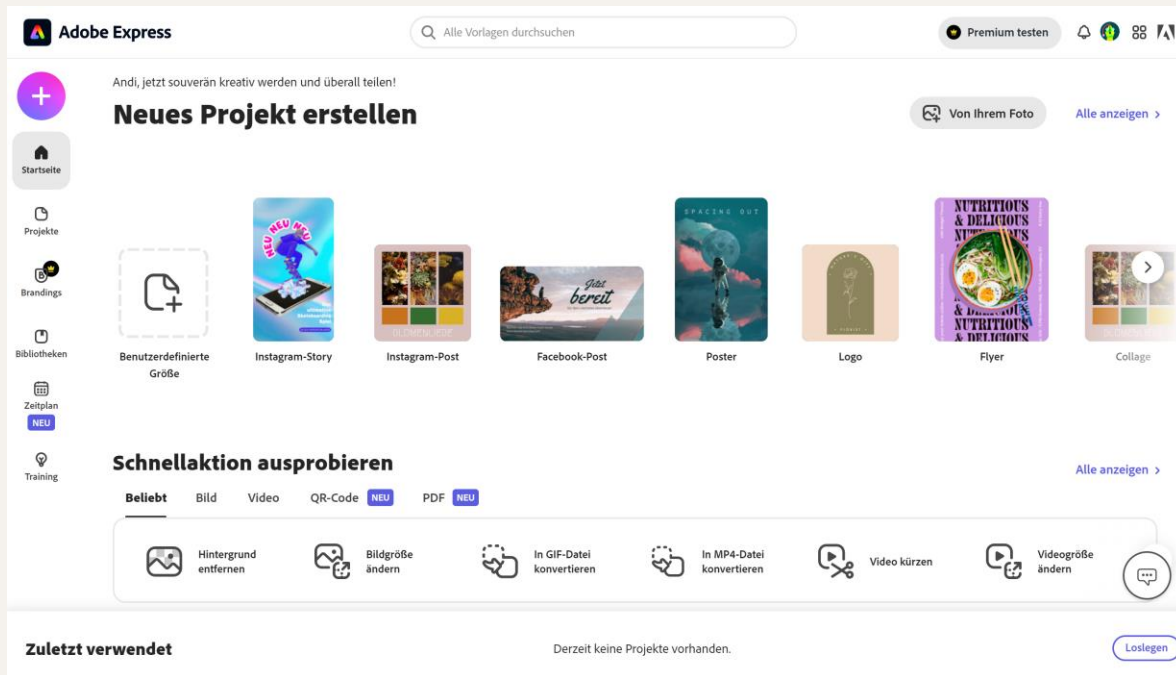 Adobe Express
Alle Vorlagen durchsuchen
Premium testen
Andi, jetzt souverän kreativ werden und überall teilen!
Neues Projekt erstellen
Von Ihrem Foto
Alle anzeigen
Startseite
Projekte
Brandings
Bibliotheken
Zeitplan
NEU
Training
NEU NEU NEU
SPACING OUT
Jetzt
bereit
NUTRITIOUS
& DELICIOUS
NUTRITIOUS
& DELICIOUS
Benutzerdefinierte
Größe
Instagram-Story
Instagram-Post
Facebook-Post
Poster
Logo
Flyer
Collage
Schnellaktion ausprobieren
Alle anzeigen
Beliebt
Bild
Video
QR-Code NEU
PDF NEU
Hintergrund
entfernen
Bildgröße
ändern
In GIF-Datei
konvertieren
In MP4-Datei
konvertieren
Video kürzen
Videogröße
ändern
Zuletzt verwendet
Derzeit keine Projekte vorhanden.
Loslegen